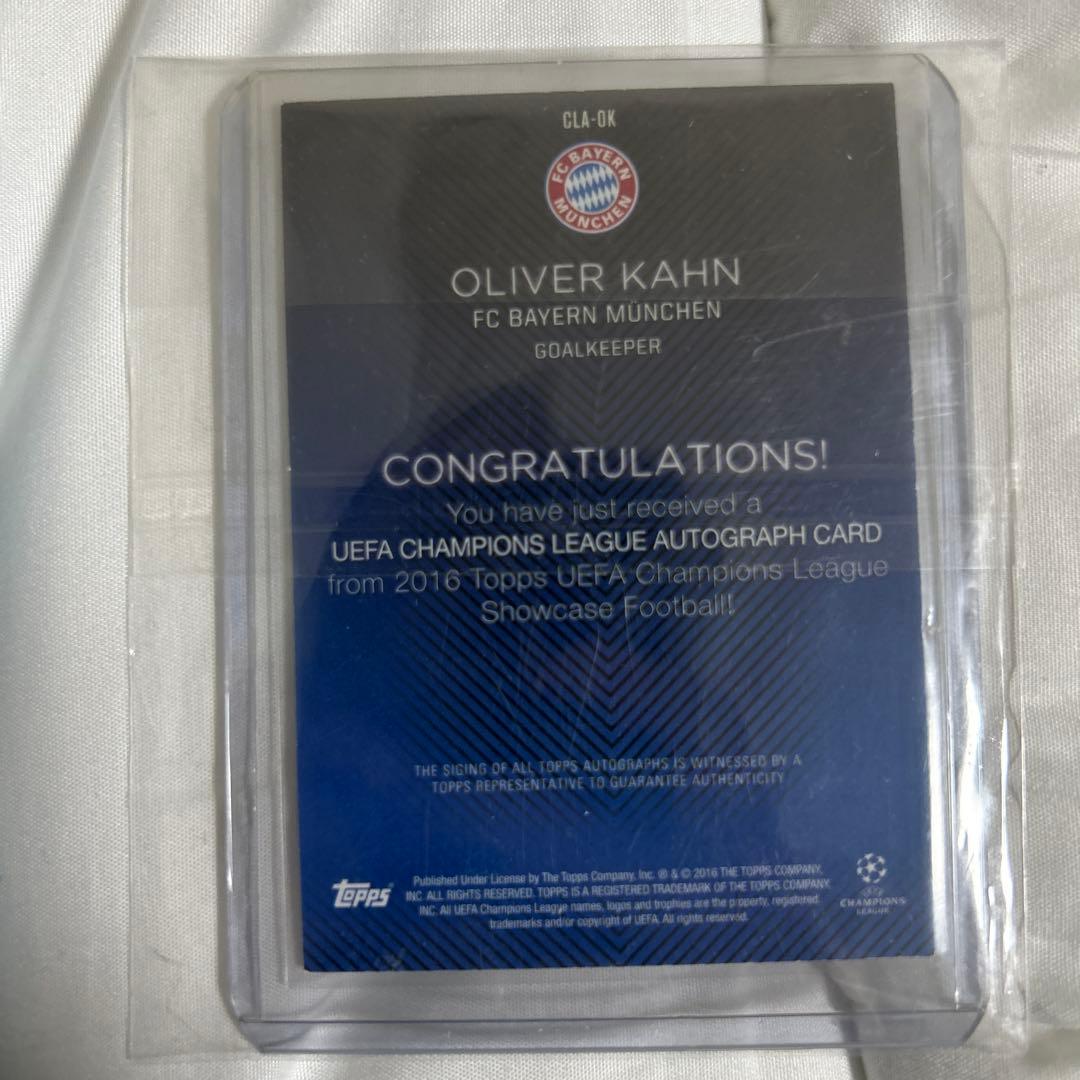 CLA-OK
FC BAYERN
MÜNCHEN
OLIVER KAHN
FC BAYERN MÜNCHEN
GOALKEEPER
CONGRATULATIONS!
You have just received a
UEFA CHAMPIONS LEAGUE AUTOGRAPH CARD
from 2016 Topps UEFA Champions League
Showcase Football!
THE SIGING OF ALL TOPPS AUTOGRAPHS IS WITNESSED BY A
TOPPS REPRESENTATIVE TO GUARANTEE AUTHENTICITY
Topps
Published Under License by The Topps Company, Inc. ® & © 2016 THE TOPPS COMPANY,
INC. ALL RIGHTS RESERVED. TOPPS IS A REGISTERED TRADEMARK OF THE TOPPS COMPANY,
INC. All UEFA Champions League names, logos and trophies are the property, registered
trademarks and/or copyright of UEFA. All rights reserved.
UEFA
CHAMPIONS
LEAGUE